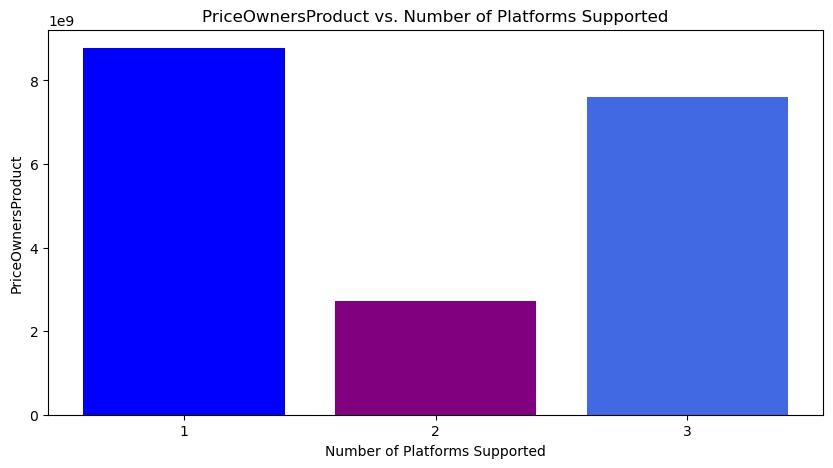 PriceOwnersProduct vs. Number of Platforms Supported
1e9
8
6
4
2
0
PriceOwnersProduct
1 2 3
Number of Platforms Supported